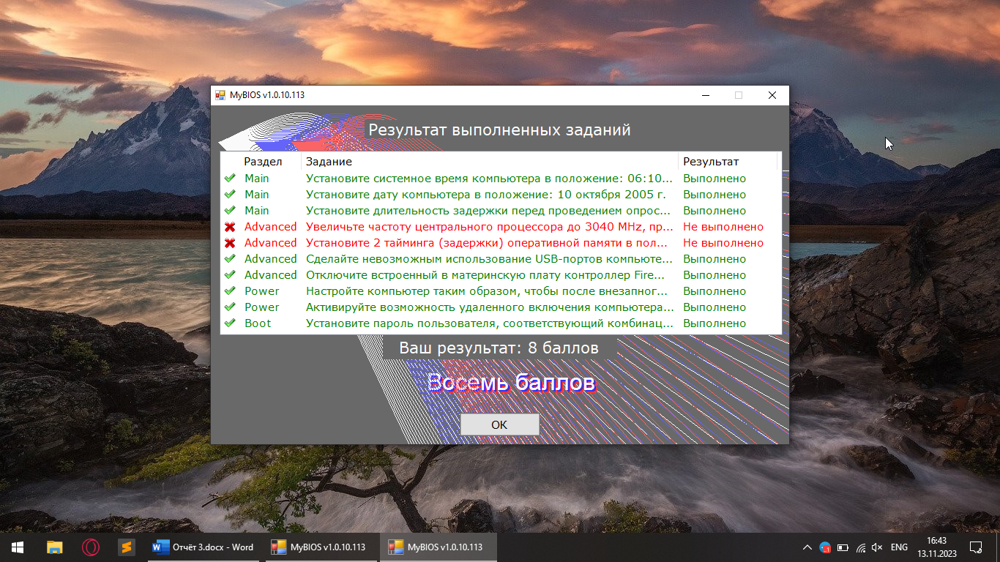 MyBIOS v1.0.10.113
Результат выполненных заданий
Раздел Задание Результат
Main Установите системное время компьютера в положение: 06:10... Выполнено
Main Установите дату компьютера в положение: 10 октября 2005 г. Выполнено
Main Установите длительность задержки перед проведением опрос... Выполнено
Advanced Увеличьте частоту центрального процессора до 3040 MHz, пр... Не выполнено
Advanced Установите 2 тайминга (задержки) оперативной памяти в пол... Не выполнено
Advanced Сделайте невозможным использование USB-портов компьюте... Выполнено
Advanced Отключите встроенный в материнскую плату контроллер Fire... Выполнено
Power Настройте компьютер таким образом, чтобы после внезапног... Выполнено
Power Активируйте возможность удаленного включения компьютера... Выполнено
Boot Установите пароль пользователя, соответствующий комбинац... Выполнено
Ваш результат: 8 баллов
Восемь баллов
OK
Отчёт 3.docx - Word MyBIOS v1.0.10.113 MyBIOS v1.0.10.113 ENG 16:43
13.11.2023